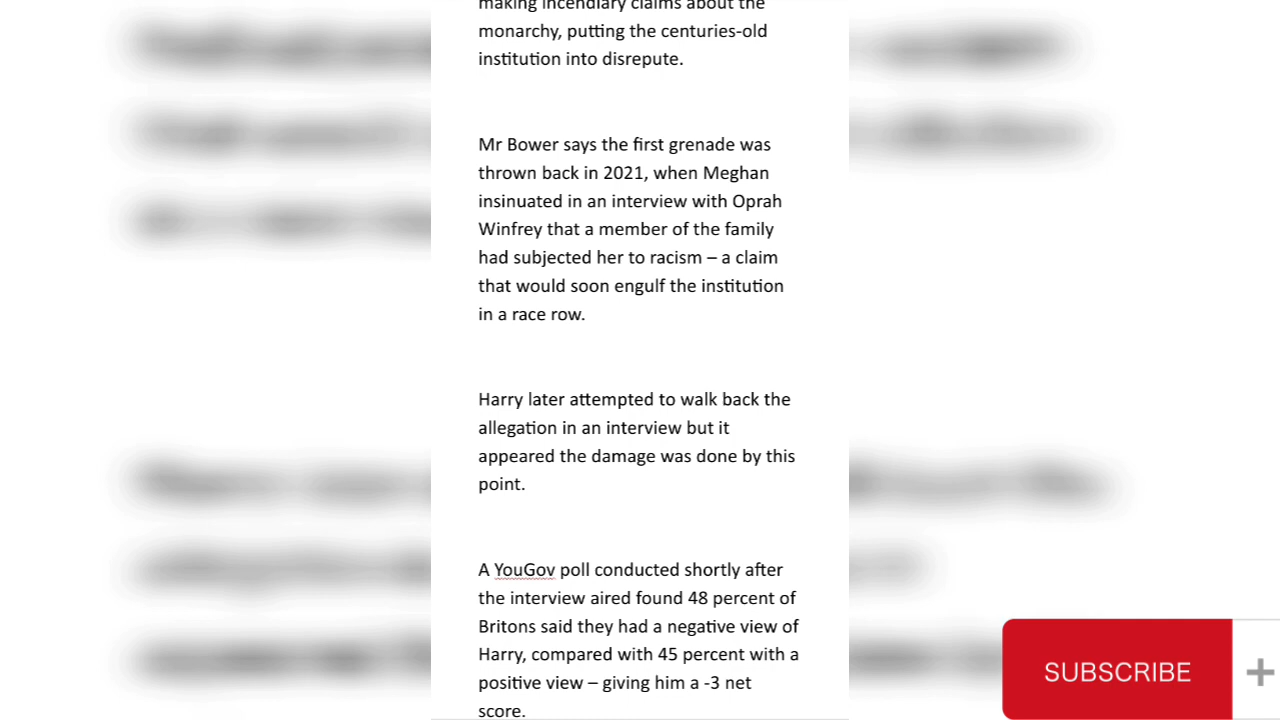 making incendiary claims about the
monarchy, putting the centuries-old
institution into disrepute.
Mr Bower says the first grenade was
thrown back in 2021, when Meghan
insinuated in an interview with Oprah
Winfrey that a member of the family
had subjected her to racism – a claim
that would soon engulf the institution
in a race row.
Harry later attempted to walk back the
allegation in an interview but it
appeared the damage was done by this
point.
A YouGov poll conducted shortly after
the interview aired found 48 percent of
Britons said they had a negative view of
Harry, compared with 45 percent with a
positive view – giving him a -3 net
score.
SUBSCRIBE +